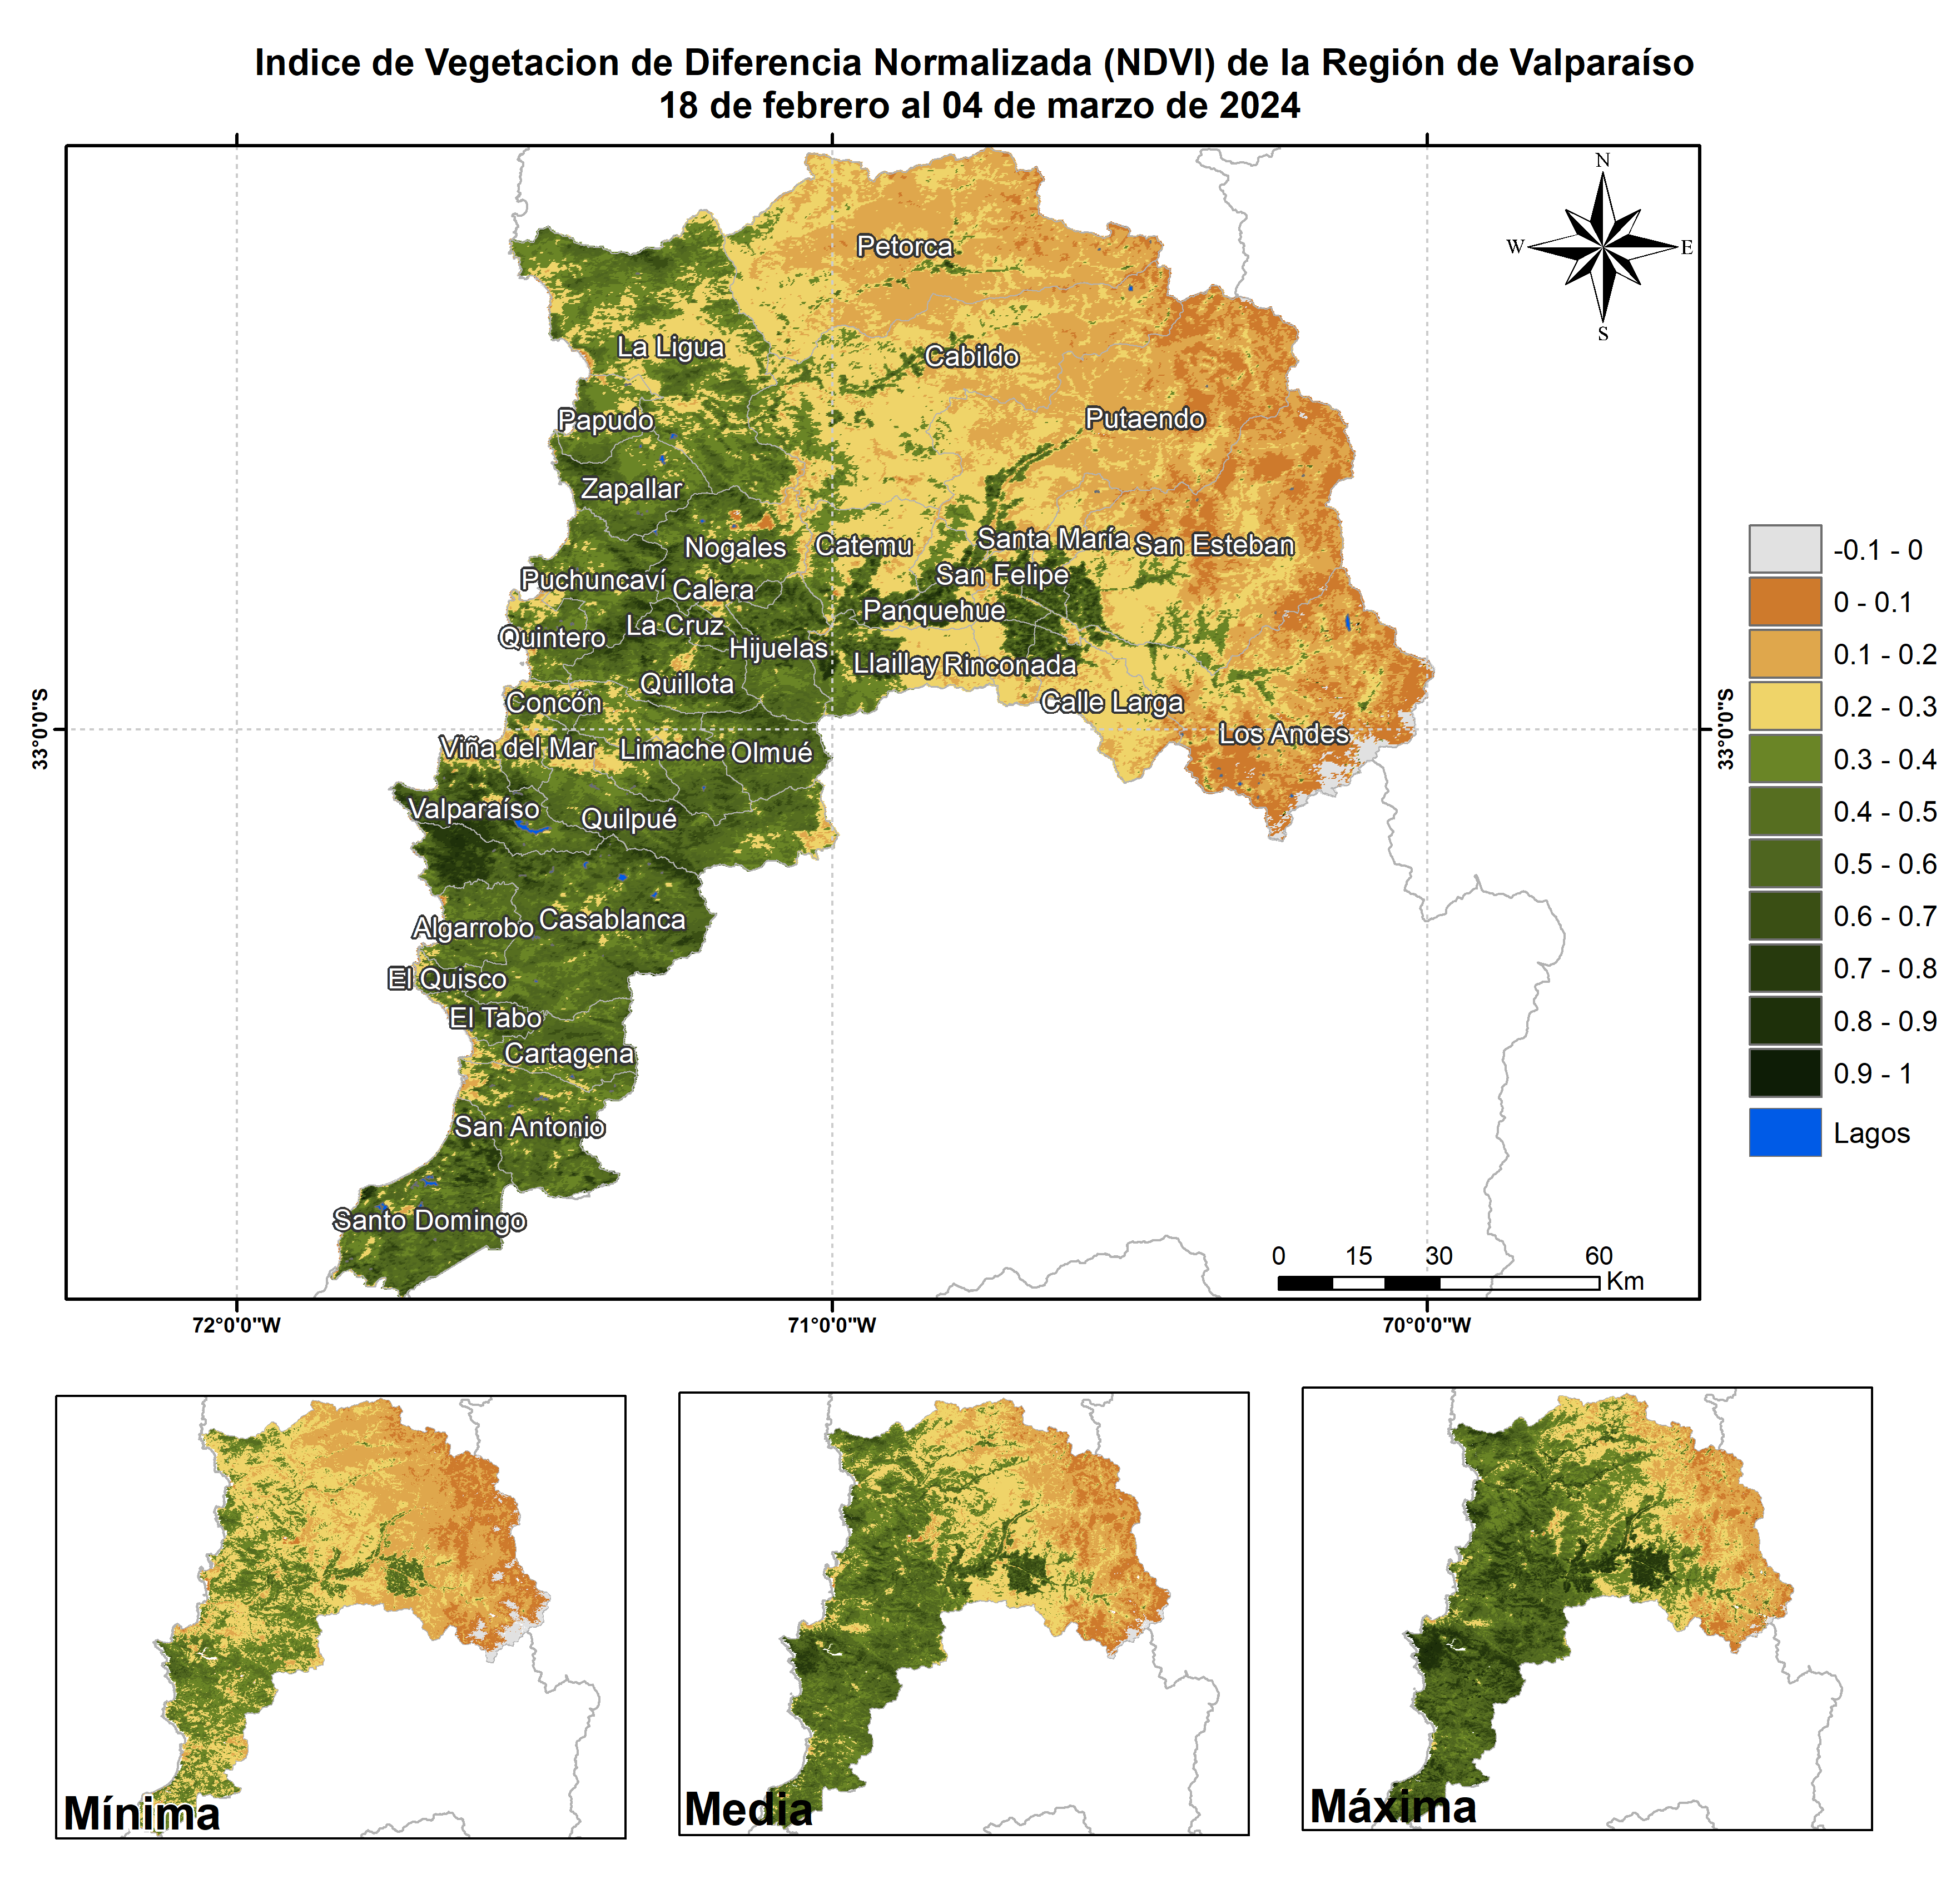 Indice de Vegetacion de Diferencia Normalizada (NDVI) de la Región de Valparaíso
18 de febrero al 04 de marzo de 2024
N
W
E
S
Petorca
La Ligua
Cabildo
Papudo
Putaendo
Zapallar
Nogales
Catemu
Santa María
San Esteban
Puchuncaví
Calera
San Felipe
Panquehue
Quintero
La Cruz
Hijuelas
Llaillay
Rinconada
Quillota
Concón
Calle Larga
Viña del Mar
Limache
Olmué
Los Andes
Valparaíso
Quilpué
Algarrobo
Casablanca
El Quisco
El Tabo
Cartagena
San Antonio
Santo Domingo
33°0'0"S
33°0'0"S
-0.1 - 0
0 - 0.1
0.1 - 0.2
0.2 - 0.3
0.3 - 0.4
0.4 - 0.5
0.5 - 0.6
0.6 - 0.7
0.7 - 0.8
0.8 - 0.9
0.9 - 1
Lagos
0 15 30 60
Km
72°0'0"W
71°0'0"W
70°0'0"W
Mínima
Media
Máxima